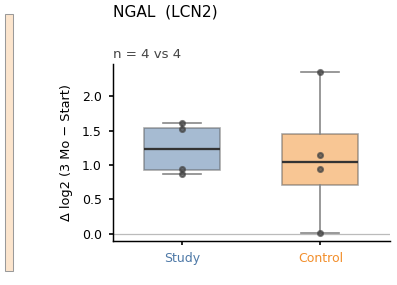 NGAL  (LCN2)
n = 4 vs 4
Δ log2 (3 Mo − Start)
2.0
1.5
1.0
0.5
0.0
Study
Control